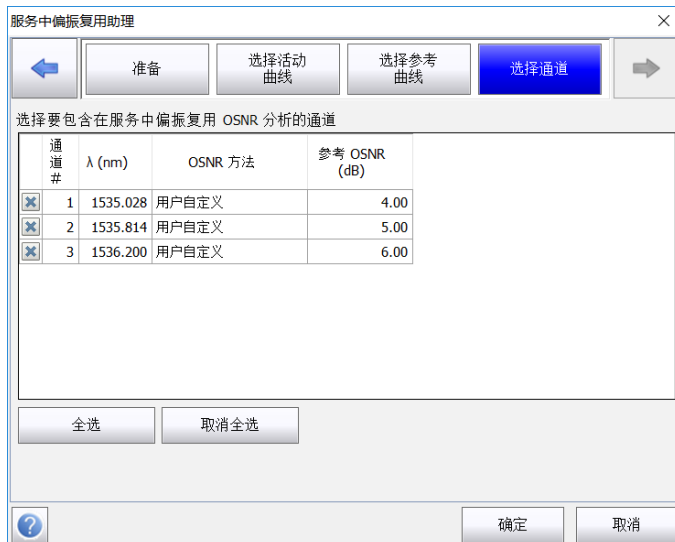 服务中偏振复用助理
准备
选择活动
曲线
选择参考
曲线
选择通道
选择要包含在服务中偏振复用 OSNR 分析的通道
通
道
#
λ (nm)
OSNR 方法
参考 OSNR
(dB)
1 1535.028 用户自定义 4.00
2 1535.814 用户自定义 5.00
3 1536.200 用户自定义 6.00
全选 取消全选
? 确定 取消